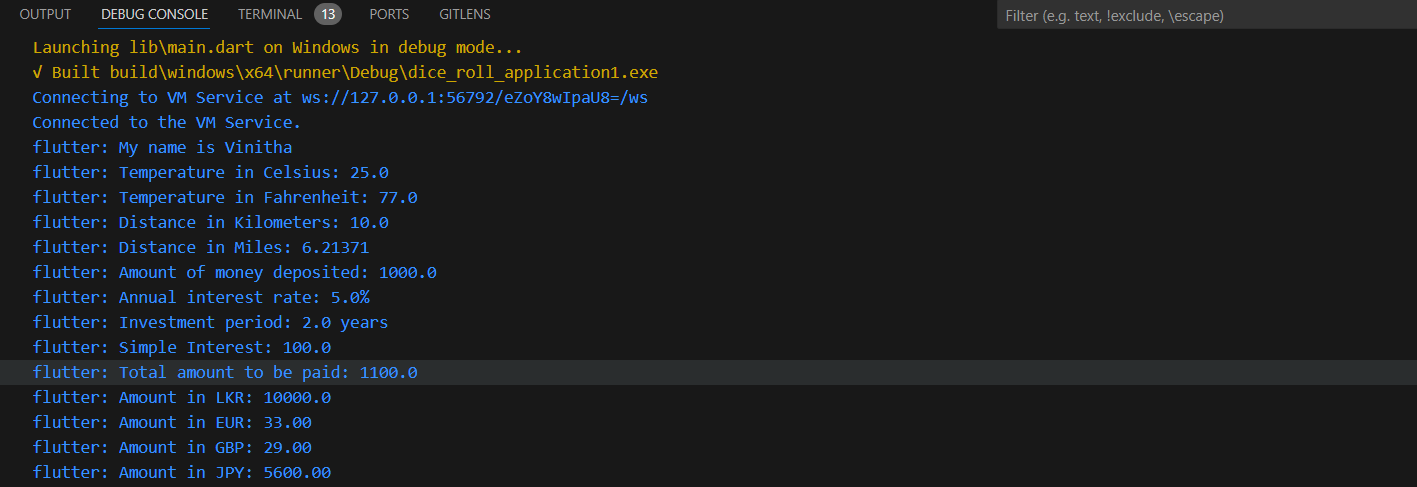 OUTPUT DEBUG CONSOLE TERMINAL 13 PORTS GITLENS Filter (e.g. text, !exclude, \escape)
Launching lib\main.dart on Windows in debug mode...
√ Built build\windows\x64\runner\Debug\dice_roll_application1.exe
Connecting to VM Service at ws://127.0.0.1:56792/eZoY8wIpaU8=/ws
Connected to the VM Service.
flutter: My name is Vinitha
flutter: Temperature in Celsius: 25.0
flutter: Temperature in Fahrenheit: 77.0
flutter: Distance in Kilometers: 10.0
flutter: Distance in Miles: 6.21371
flutter: Amount of money deposited: 1000.0
flutter: Annual interest rate: 5.0%
flutter: Investment period: 2.0 years
flutter: Simple Interest: 100.0
flutter: Total amount to be paid: 1100.0
flutter: Amount in LKR: 10000.0
flutter: Amount in EUR: 33.00
flutter: Amount in GBP: 29.00
flutter: Amount in JPY: 5600.00